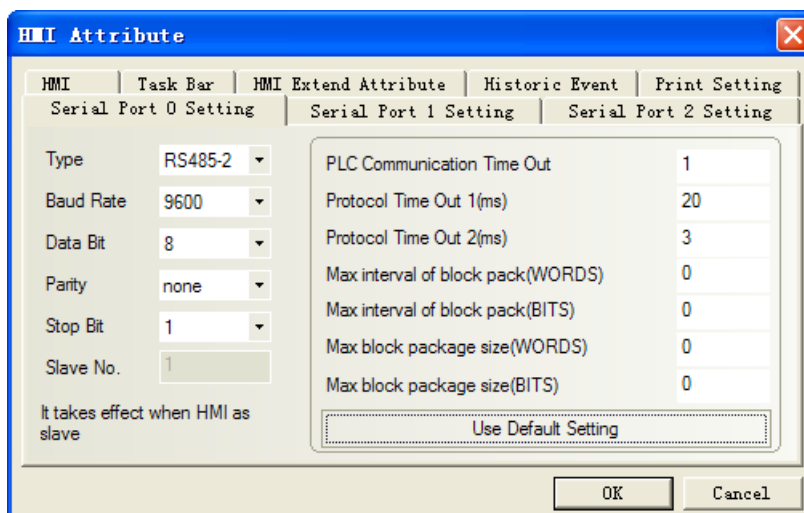 HMI Attribute
HMI
Task Bar
HMI Extend Attribute
Historic Event
Print Setting
Serial Port 0 Setting
Serial Port 1 Setting
Serial Port 2 Setting
Type RS485-2
Baud Rate 9600
Data Bit 8
Parity none
Stop Bit 1
Slave No. 1
It takes effect when HMI as
slave
PLC Communication Time Out 1
Protocol Time Out 1(ms) 20
Protocol Time Out 2(ms) 3
Max interval of block pack(WORDS) 0
Max interval of block pack(BITS) 0
Max block package size(WORDS) 0
Max block package size(BITS) 0
Use Default Setting
OK
Cancel